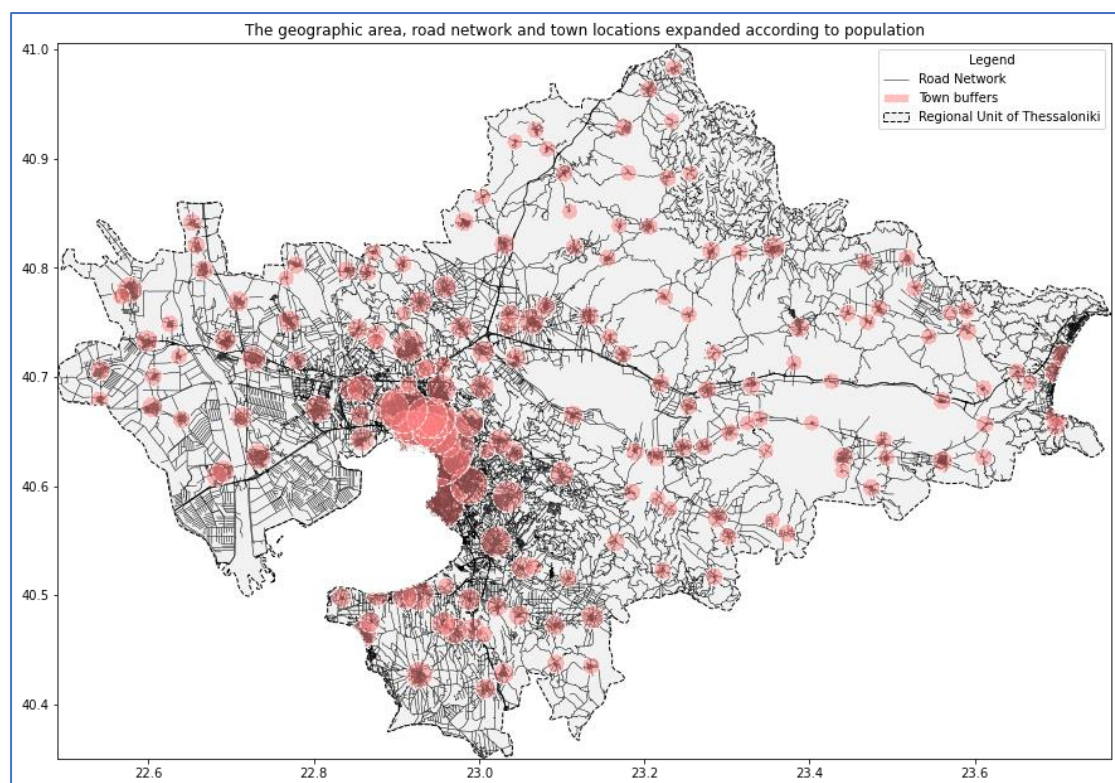 The geographic area, road network and town locations expanded according to population
Legend
Road Network
Town buffers
Regional Unit of Thessaloniki
41.0
40.9
40.8
40.7
40.6
40.5
40.4
22.6
22.8
23.0
23.2
23.4
23.6